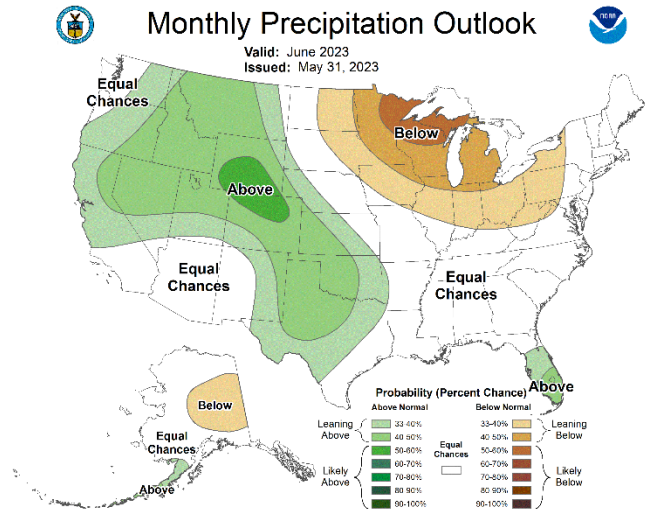 Monthly Precipitation Outlook
Valid: June 2023
Issued: May 31, 2023
noaa
Equal
Chances
Below
Above
Equal
Chances
Equal
Chances
Above
Below
Equal
Chances
Above
Probability (Percent Chance)
Above Normal
Below Normal
Leaning
Above
33-40%
40-50%
Likely
Above
50-60%
60-70%
70-80%
80-90%
90-100%
Equal
Chances
33-40%
40-50%
Leaning
Below
50-60%
60-70%
70-80%
80-90%
90-100%
Likely
Below